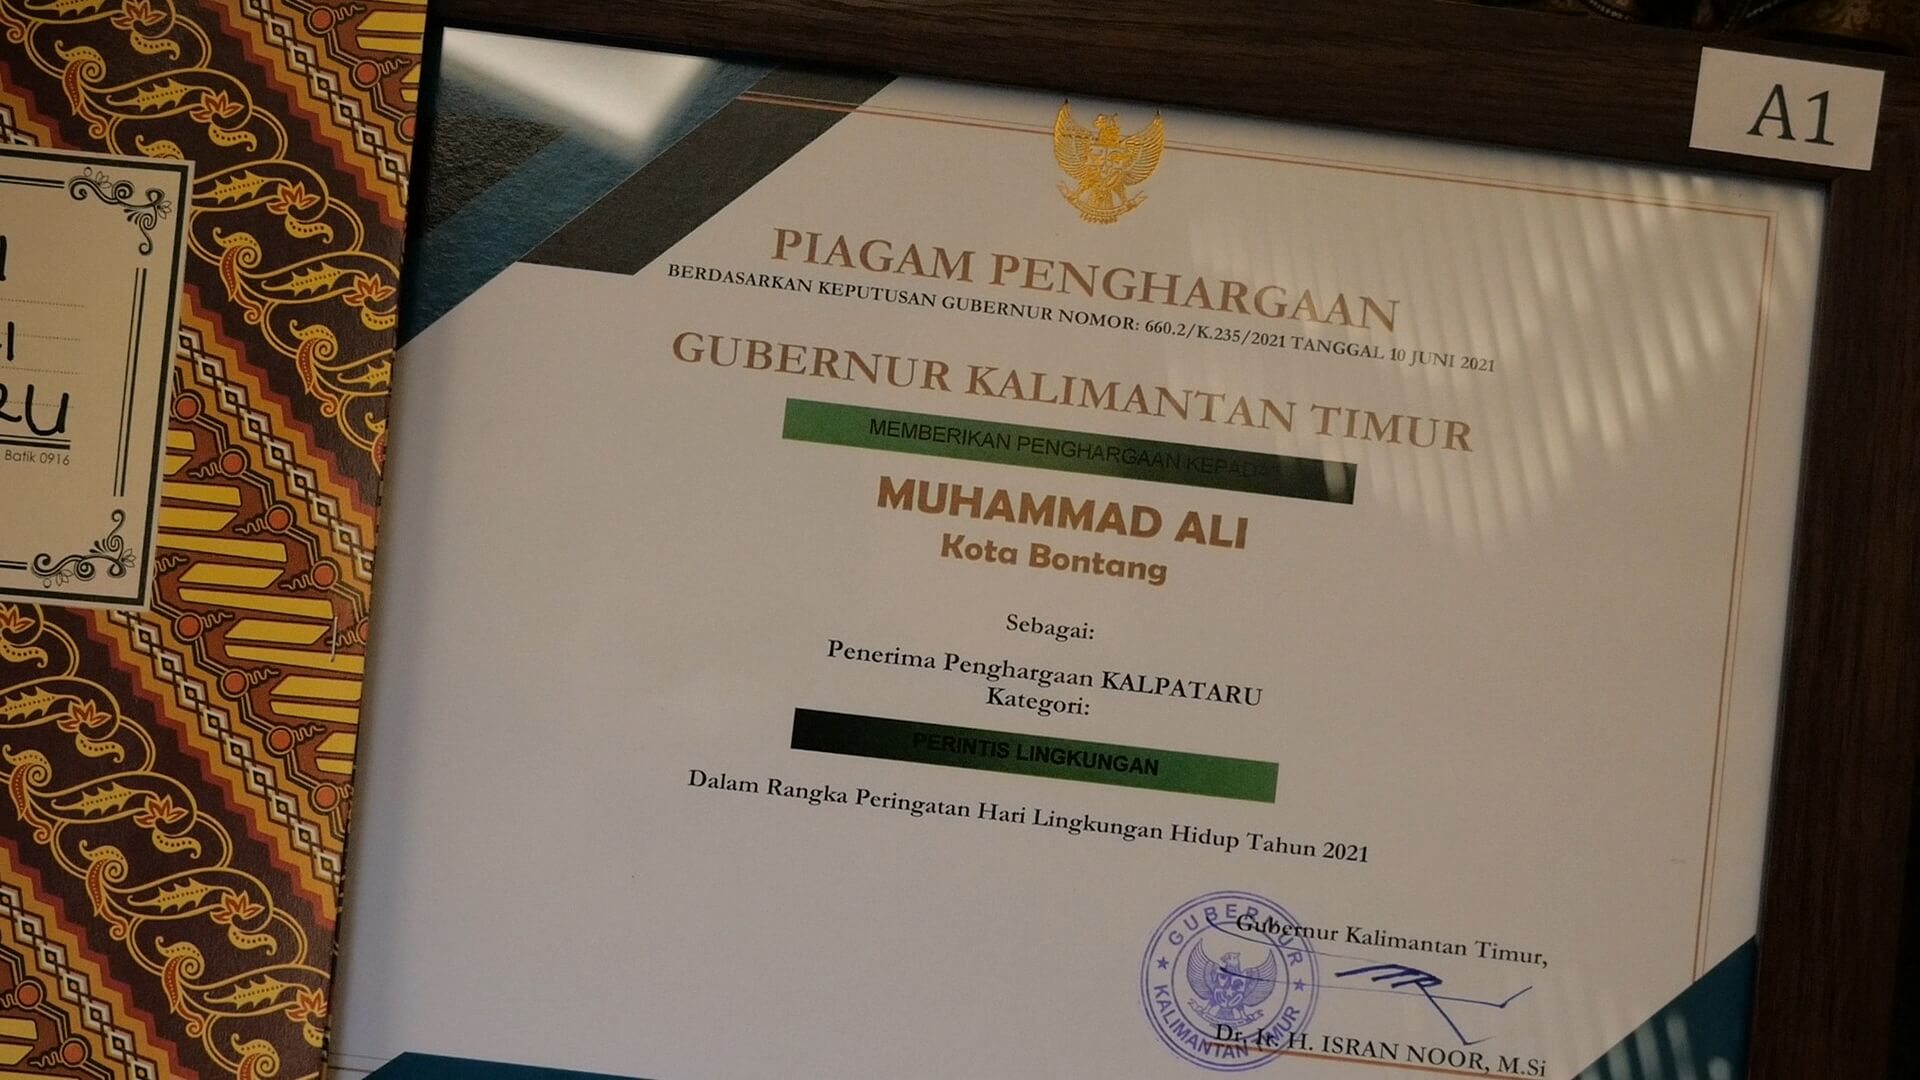 A1
PIAGAM PENGHARGAAN
BERDASARKAN KEPUTUSAN GUBERNUR NOMOR: 660.2/K.235/2021 TANGGAL 10 JUNI 2021
GUBERNUR KALIMANTAN TIMUR
MEMBERIKAN PENGHARGAAN KEPADA
MUHAMMAD ALI
Kota Bontang
Sebagai:
Penerima Penghargaan KALPATARU
Kategori:
PERINTIS LINGKUNGAN
Dalam Rangka Peringatan Hari Lingkungan Hidup Tahun 2021
Gubernur Kalimantan Timur,
GUBERNUR
KALIMANTAN TIMUR
Dr. Ir. H. ISRAN NOOR, M.Si
Batik 0916